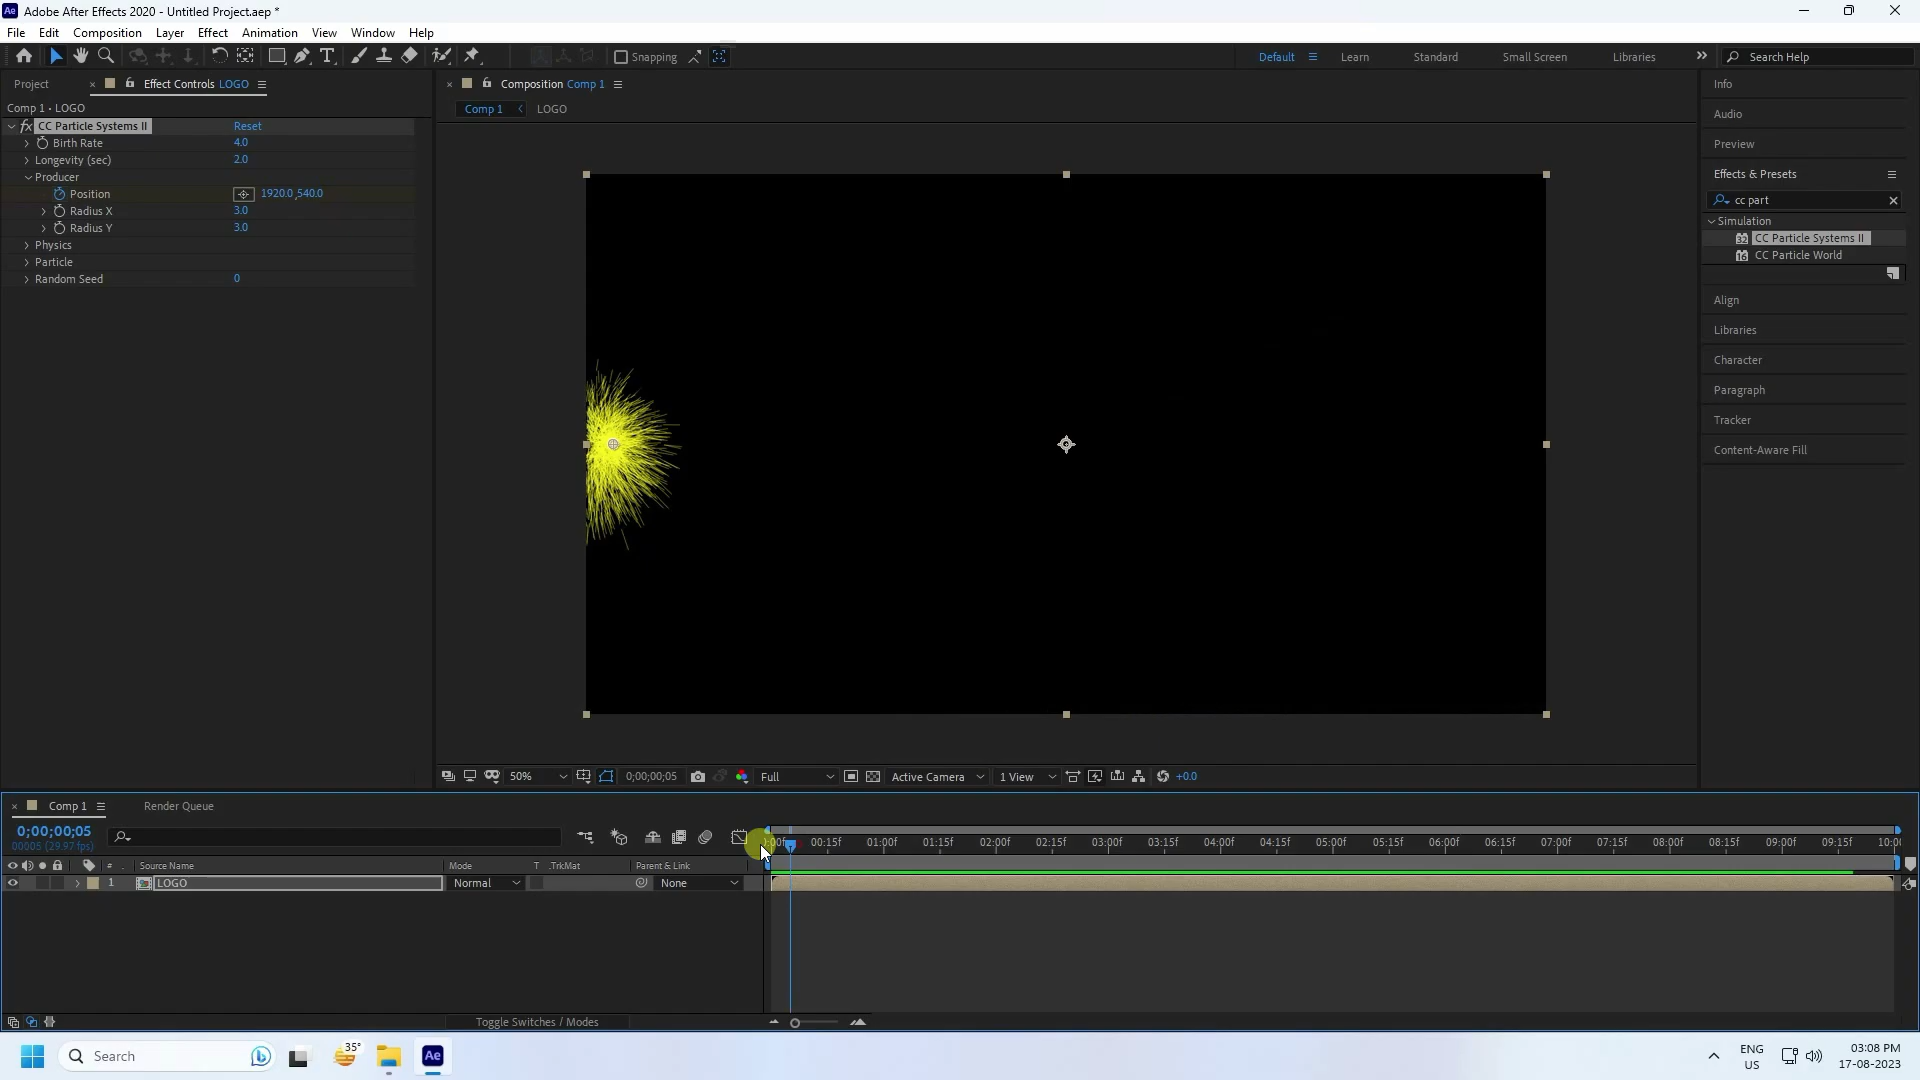 Adobe After Effects 2020 - Untitled Project.aep *
File Edit Composition Layer Effect Animation View Window Help
Snapping
Default Learn Standard Small Screen Libraries Search Help
Project Effect Controls LOGO
Comp 1 • LOGO
fx CC Particle Systems II Reset
Birth Rate 4.0
Longevity (sec) 2.0
Producer
Position 1920.0,540.0
Radius X 3.0
Radius Y 3.0
Physics
Particle
Random Seed 0
Composition Comp 1
Comp 1 LOGO
Info
Audio
Preview
Effects & Presets
cc part
Simulation
CC Particle Systems II
CC Particle World
Align
Libraries
Character
Paragraph
Tracker
Content-Aware Fill
50% 0;00;00;05 Full Active Camera 1 View +0.0
Comp 1 Render Queue
0;00;00;05
00005 (29.97 fps)
00:15f 01:00f 01:15f 02:00f 02:15f 03:00f 03:15f 04:00f 04:15f 05:00f 05:15f 06:00f 06:15f 07:00f 07:15f 08:00f 08:15f 09:00f 09:15f 10:0
# Source Name Mode T .TrkMat Parent & Link
1 LOGO Normal None
Toggle Switches / Modes
Search 35° Ae ENG US 03:08 PM
17-08-2023